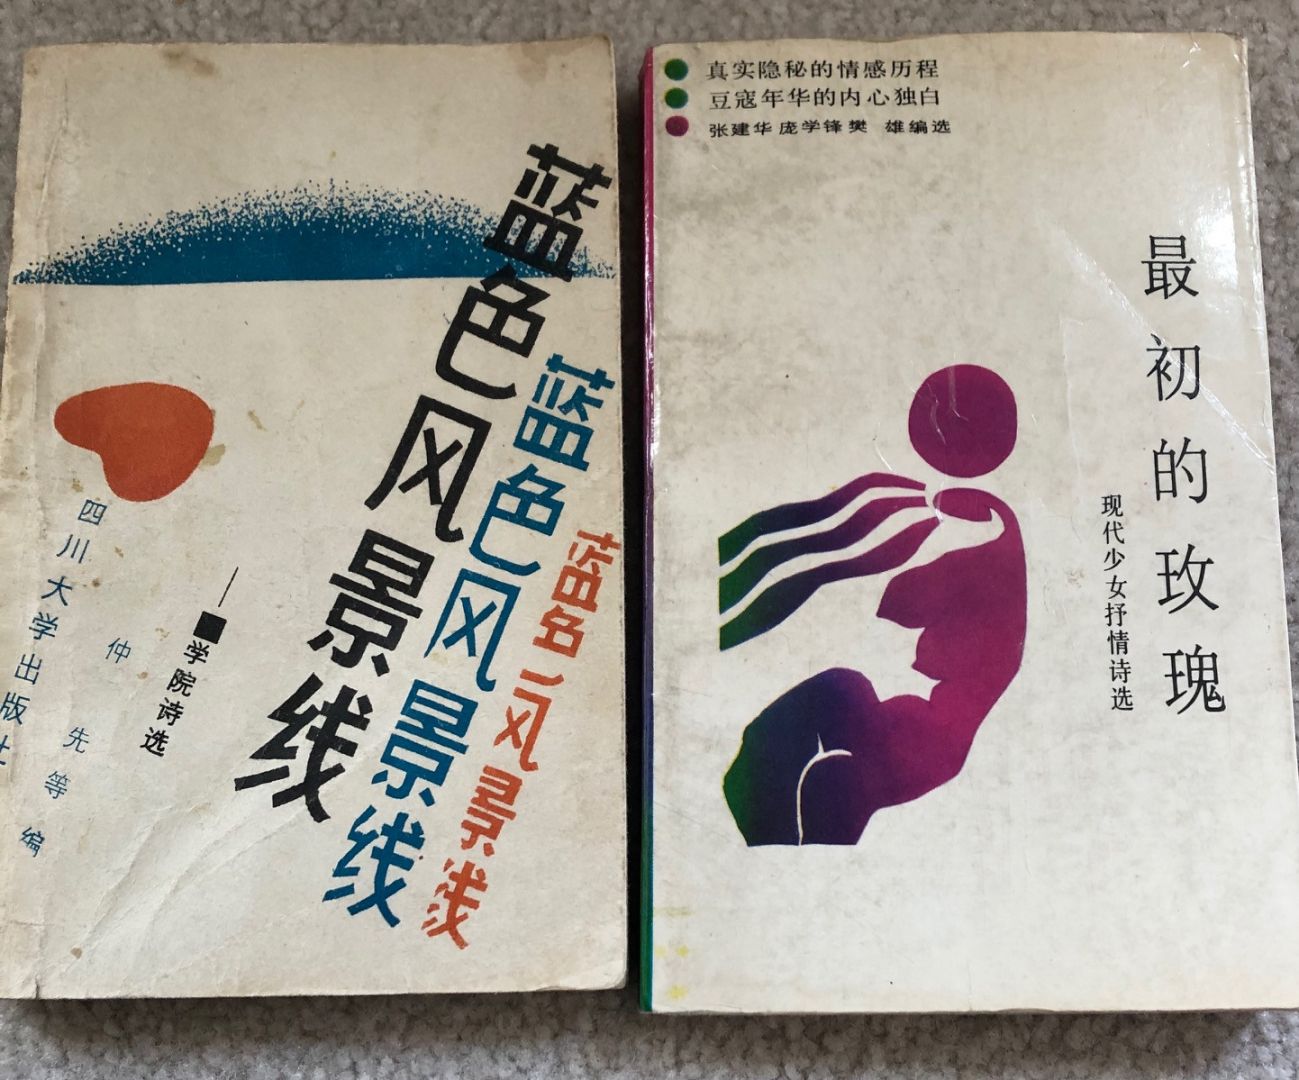 蓝色风景线
蓝色风景线
蓝色风景线
学院诗选
仲先等编
四川大学出版社
真实隐秘的情感历程
豆寇年华的内心独白
张建华 庞学锋 樊 雄编选
最初的玫瑰
现代少女抒情诗选